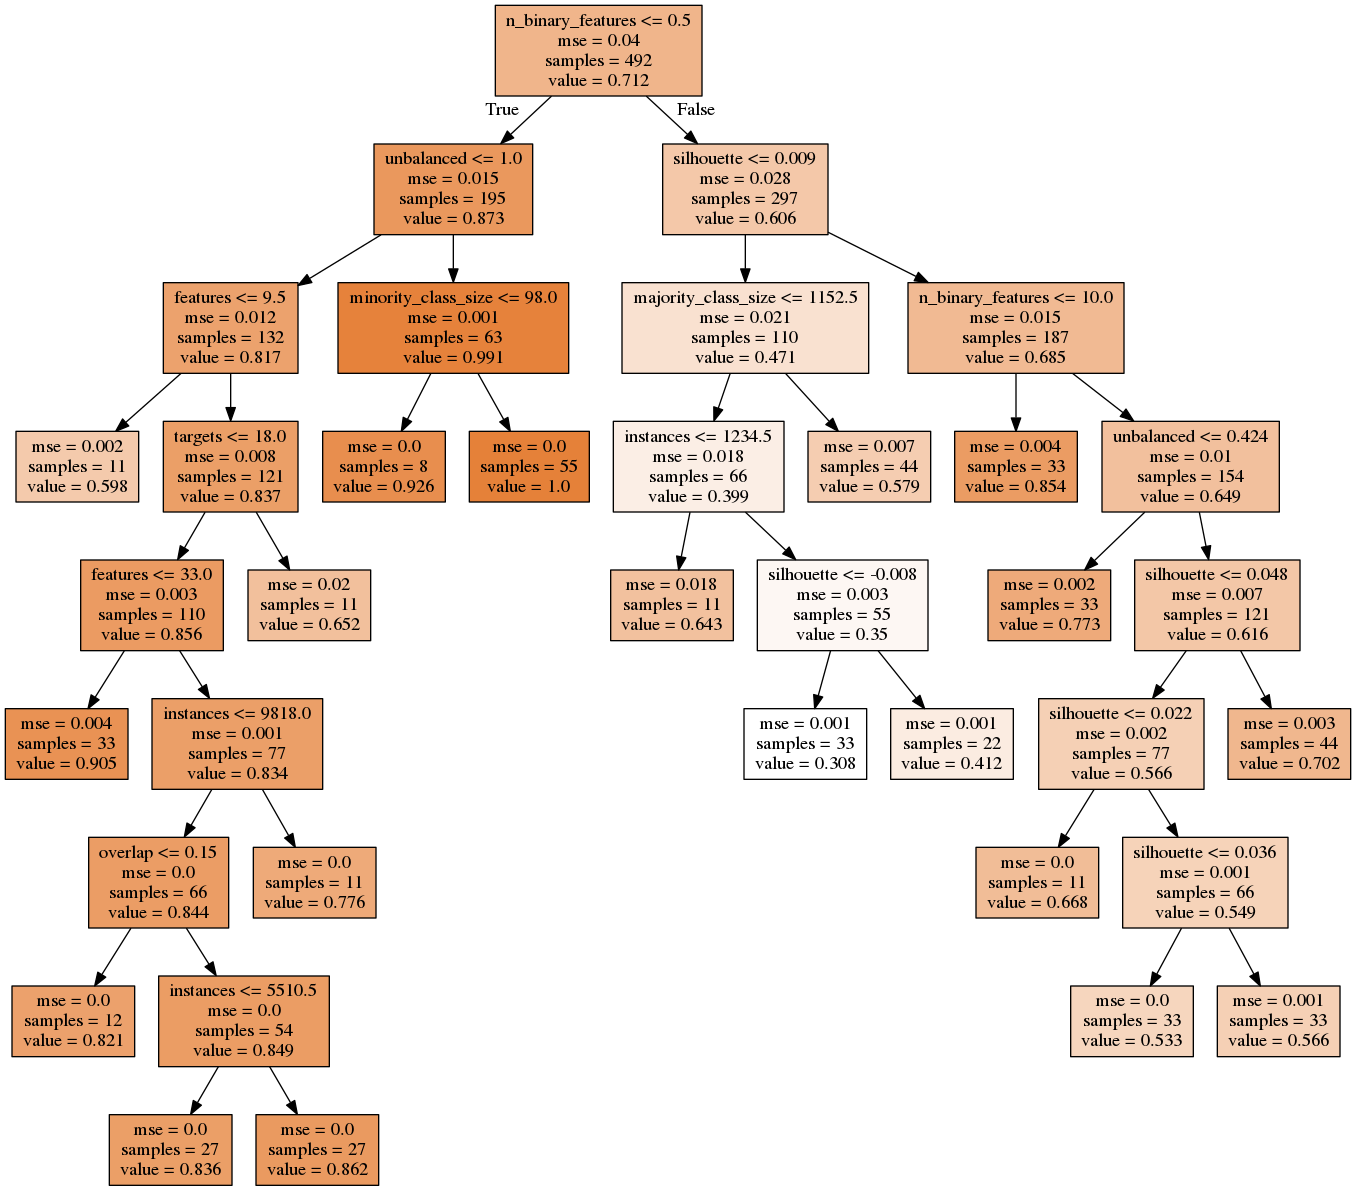 n_binary_features <= 0.5
mse = 0.04
samples = 492
value = 0.712
True
False
unbalanced <= 1.0
mse = 0.015
samples = 195
value = 0.873
silhouette <= 0.009
mse = 0.028
samples = 297
value = 0.606
features <= 9.5
mse = 0.012
samples = 132
value = 0.817
minority_class_size <= 98.0
mse = 0.001
samples = 63
value = 0.991
majority_class_size <= 1152.5
mse = 0.021
samples = 110
value = 0.471
n_binary_features <= 10.0
mse = 0.015
samples = 187
value = 0.685
mse = 0.002
samples = 11
value = 0.598
targets <= 18.0
mse = 0.008
samples = 121
value = 0.837
mse = 0.0
samples = 8
value = 0.926
mse = 0.0
samples = 55
value = 1.0
instances <= 1234.5
mse = 0.018
samples = 66
value = 0.399
mse = 0.007
samples = 44
value = 0.579
mse = 0.004
samples = 33
value = 0.854
unbalanced <= 0.424
mse = 0.01
samples = 154
value = 0.649
features <= 33.0
mse = 0.003
samples = 110
value = 0.856
mse = 0.02
samples = 11
value = 0.652
mse = 0.018
samples = 11
value = 0.643
silhouette <= -0.008
mse = 0.003
samples = 55
value = 0.35
mse = 0.002
samples = 33
value = 0.773
silhouette <= 0.048
mse = 0.007
samples = 121
value = 0.616
mse = 0.004
samples = 33
value = 0.905
instances <= 9818.0
mse = 0.001
samples = 77
value = 0.834
mse = 0.001
samples = 33
value = 0.308
mse = 0.001
samples = 22
value = 0.412
silhouette <= 0.022
mse = 0.002
samples = 77
value = 0.566
mse = 0.003
samples = 44
value = 0.702
overlap <= 0.15
mse = 0.0
samples = 66
value = 0.844
mse = 0.0
samples = 11
value = 0.776
mse = 0.0
samples = 11
value = 0.668
silhouette <= 0.036
mse = 0.001
samples = 66
value = 0.549
mse = 0.0
samples = 12
value = 0.821
instances <= 5510.5
mse = 0.0
samples = 54
value = 0.849
mse = 0.0
samples = 33
value = 0.533
mse = 0.001
samples = 33
value = 0.566
mse = 0.0
samples = 27
value = 0.836
mse = 0.0
samples = 27
value = 0.862